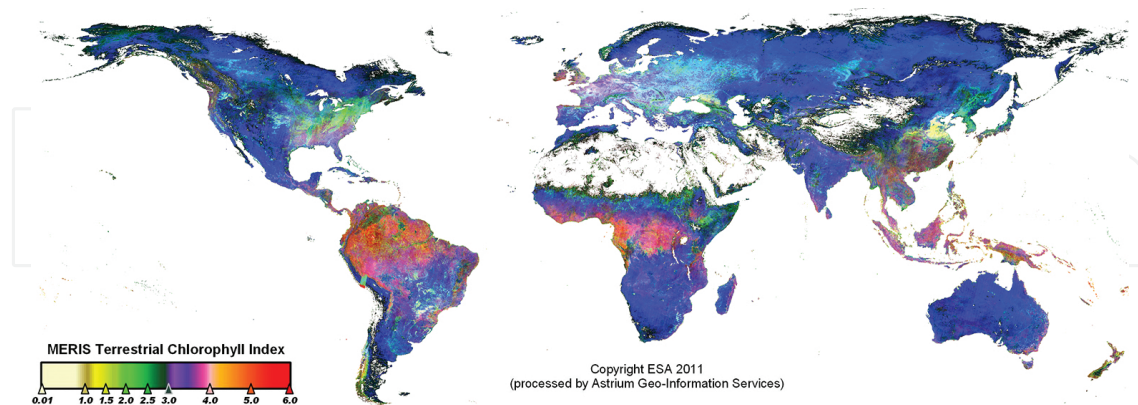 MERIS Terrestrial Chlorophyll Index
0.01 1.0 1.5 2.0 2.5 3.0 4.0 5.0 6.0
Copyright ESA 2011
(processed by Astrium Geo-Information Services)